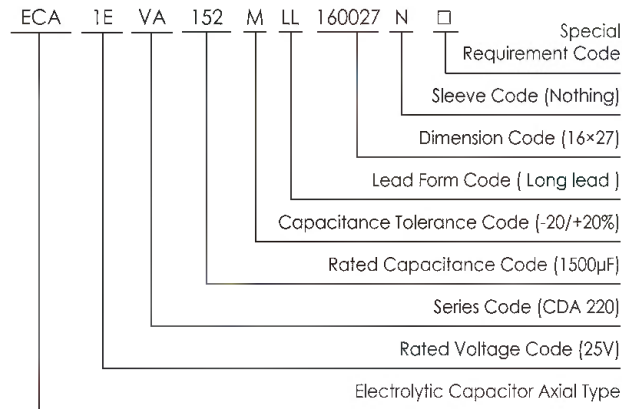 ECA 1E VA 152 M LL 160027 N □
Special
Requirement Code
Sleeve Code (Nothing)
Dimension Code (16×27)
Lead Form Code ( Long lead )
Capacitance Tolerance Code (-20/+20%)
Rated Capacitance Code (1500µF)
Series Code (CDA 220)
Rated Voltage Code (25V)
Electrolytic Capacitor Axial Type